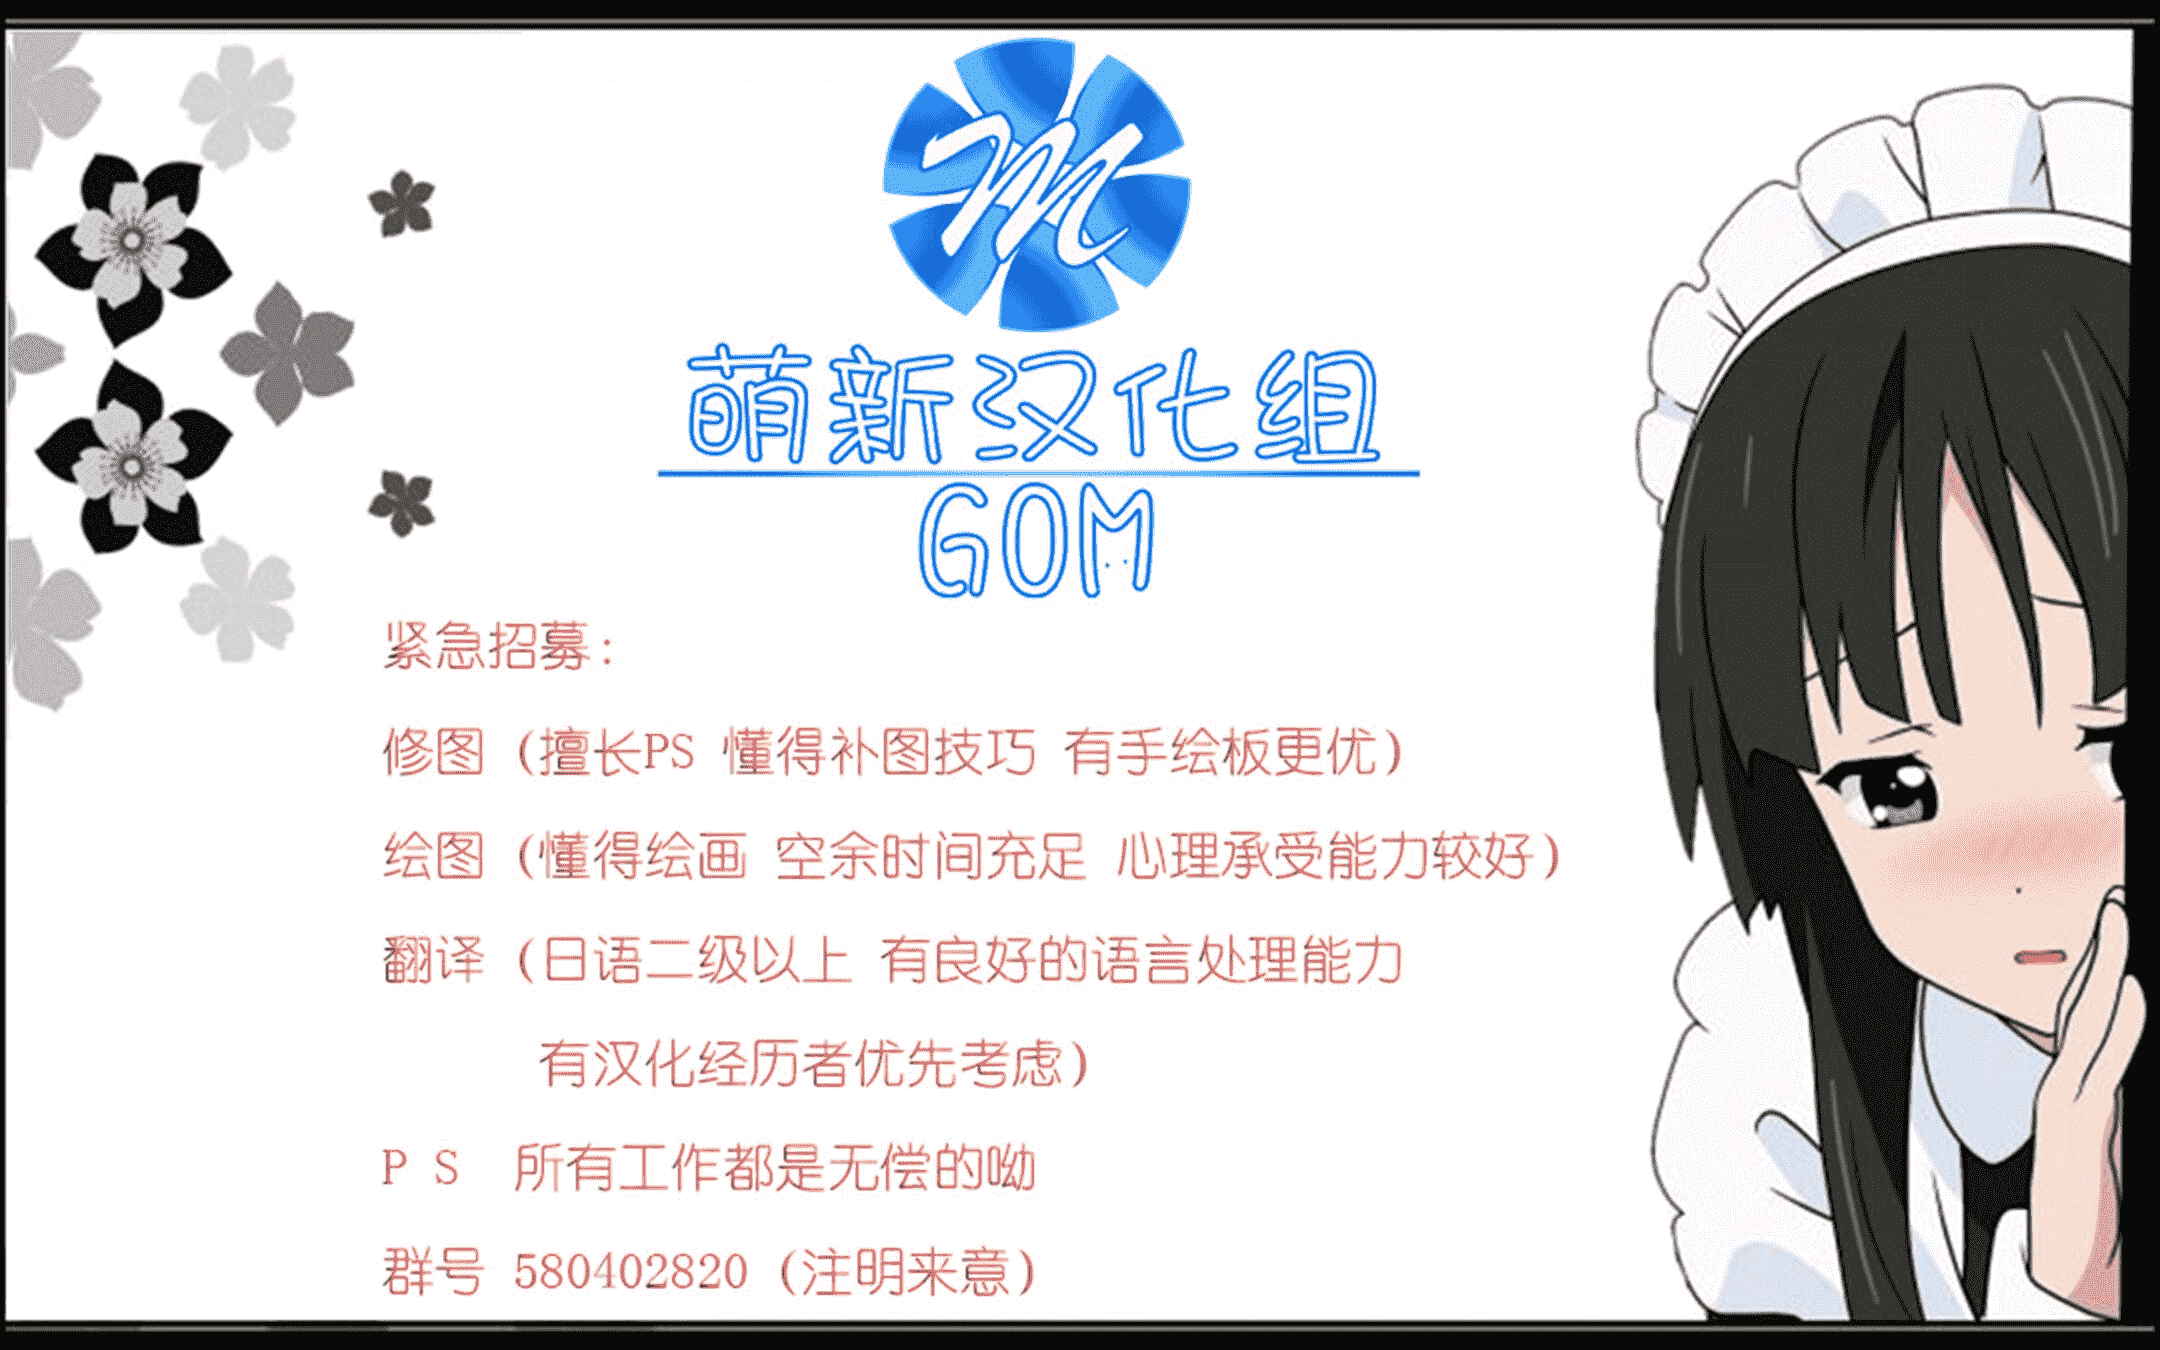 m
萌新汉化组
GOM
紧急招募：
修图（擅长PS 懂得补图技巧 有手绘板更优）
绘图（懂得绘画 空余时间充足 心理承受能力较好）
翻译（日语二级以上 有良好的语言处理能力
有汉化经历者优先考虑）
PS 所有工作都是无偿的呦
群号 580402820（注明来意）